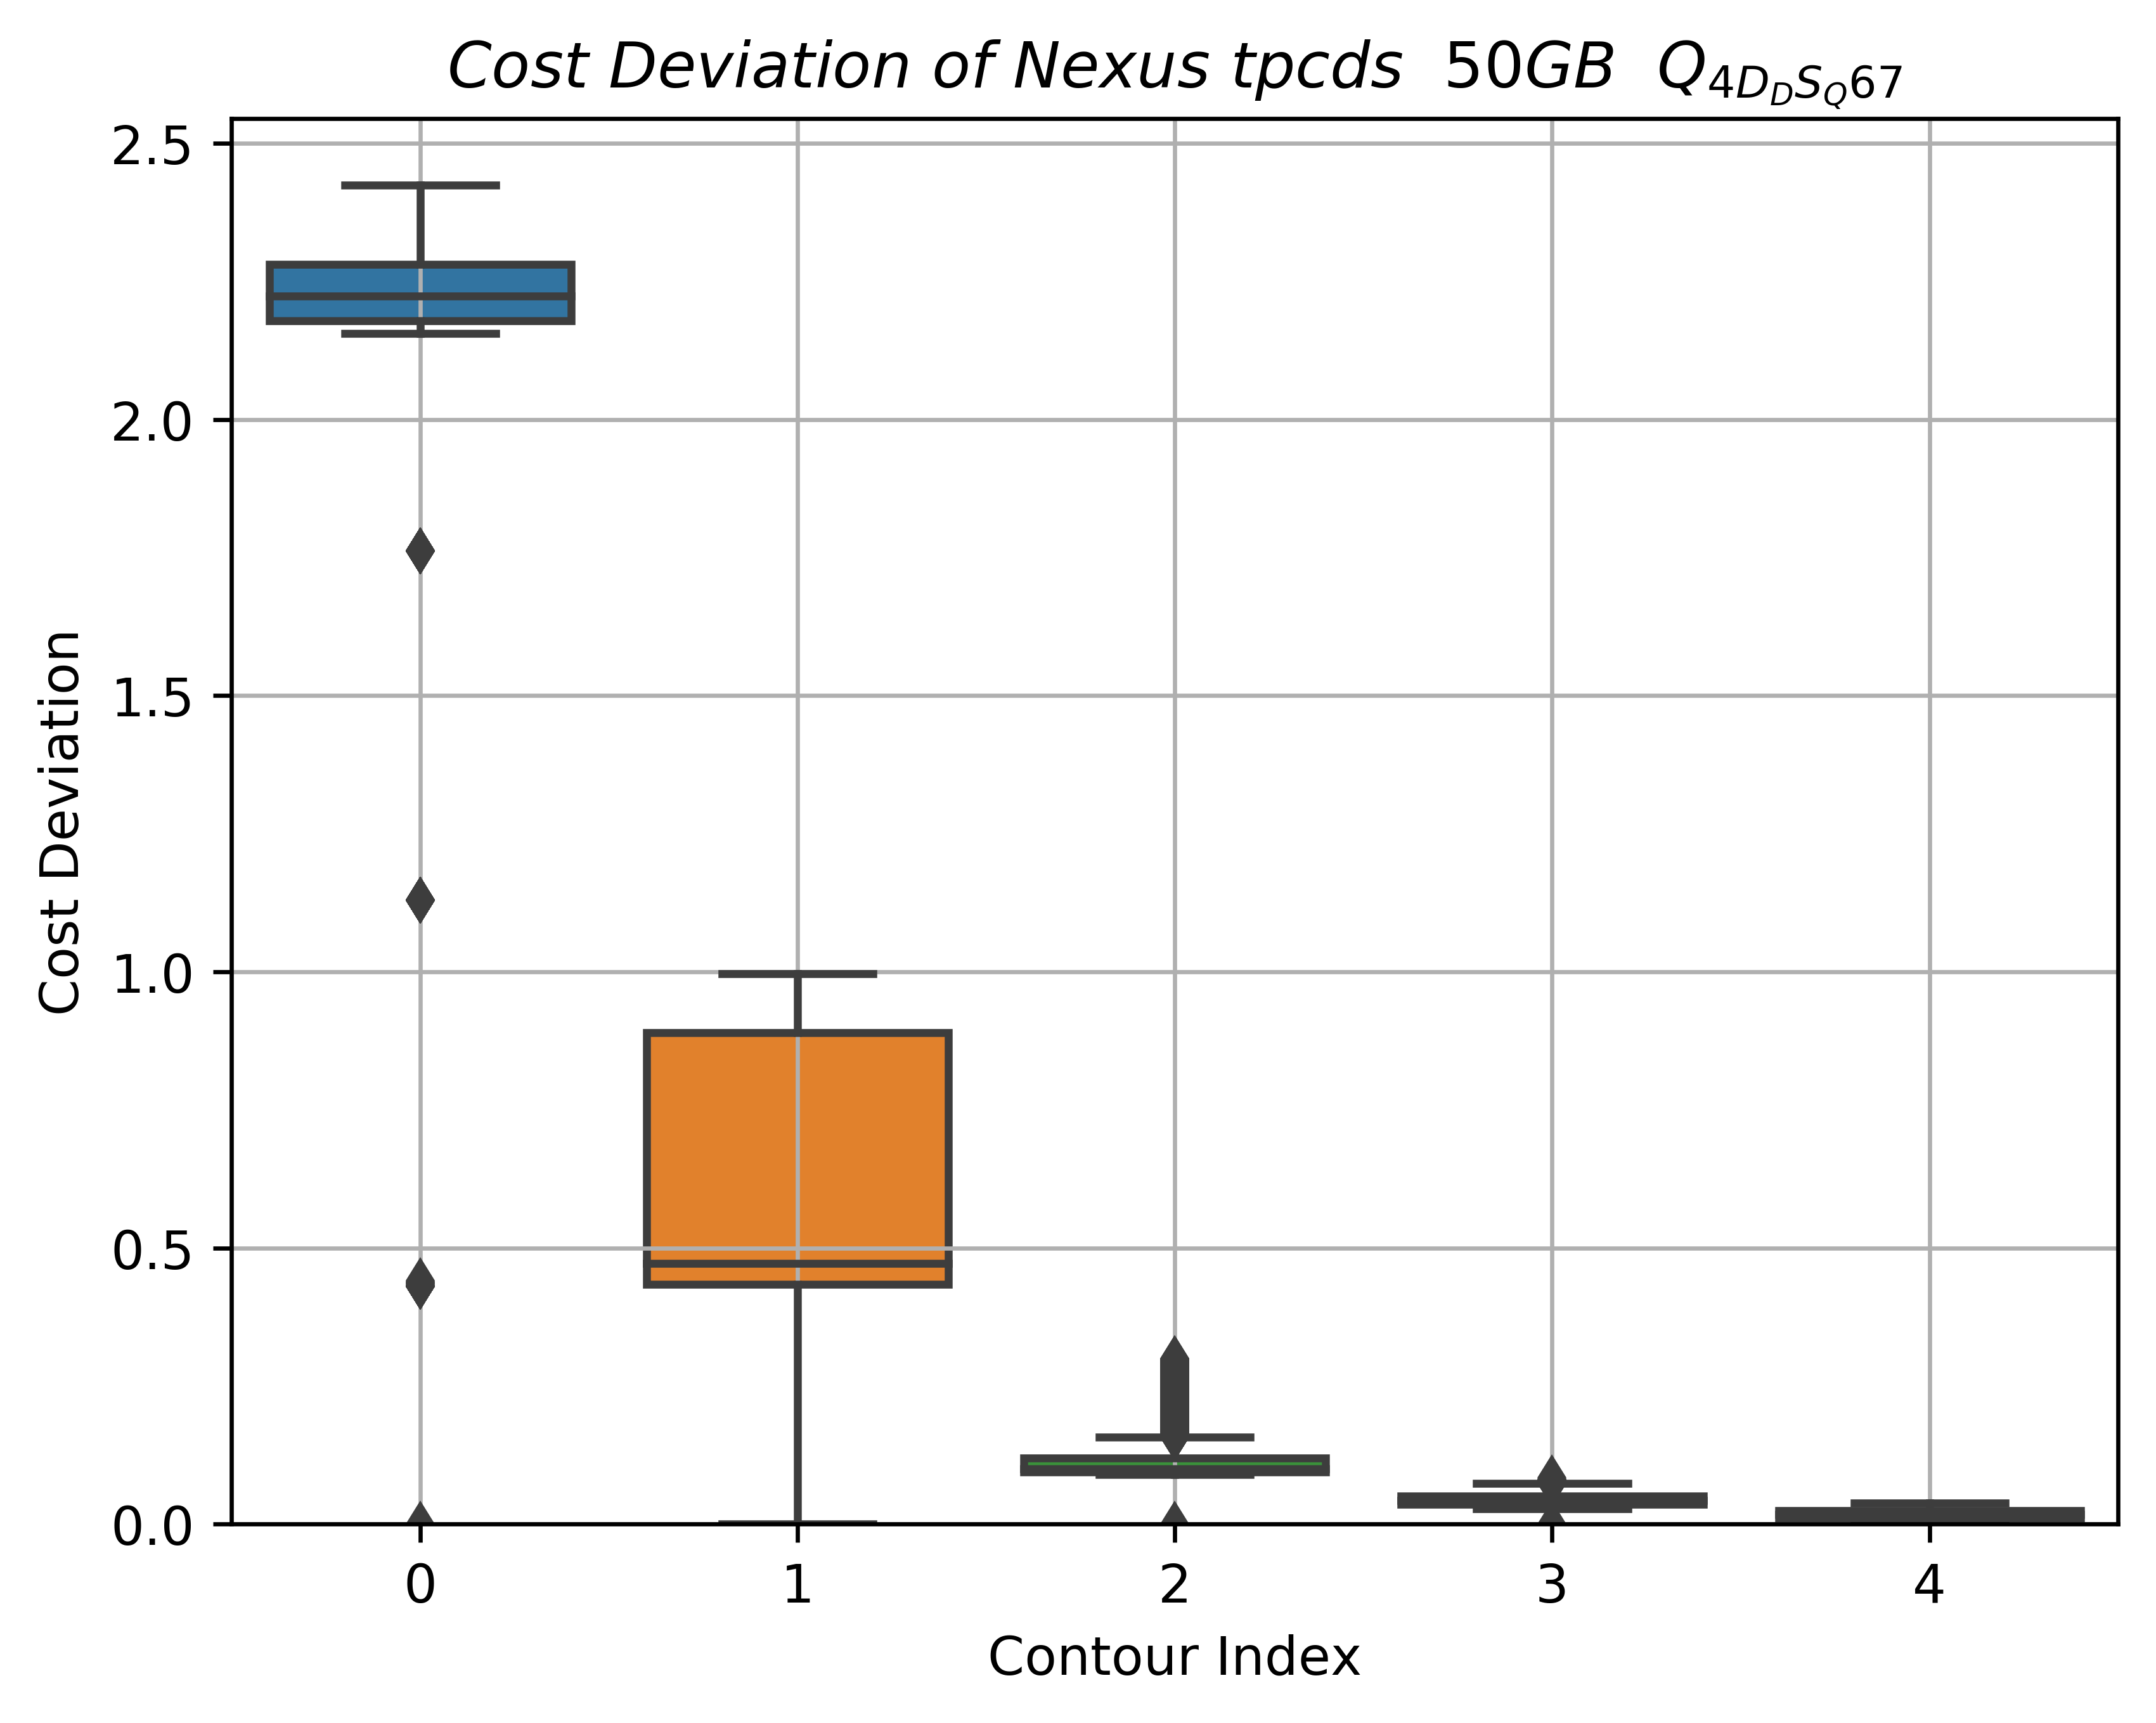 Cost Deviation of Nexus tpcds 50GB Q4DDSQ67
2.5
2.0
1.5
1.0
0.5
0.0
Cost Deviation
0 1 2 3 4
Contour Index